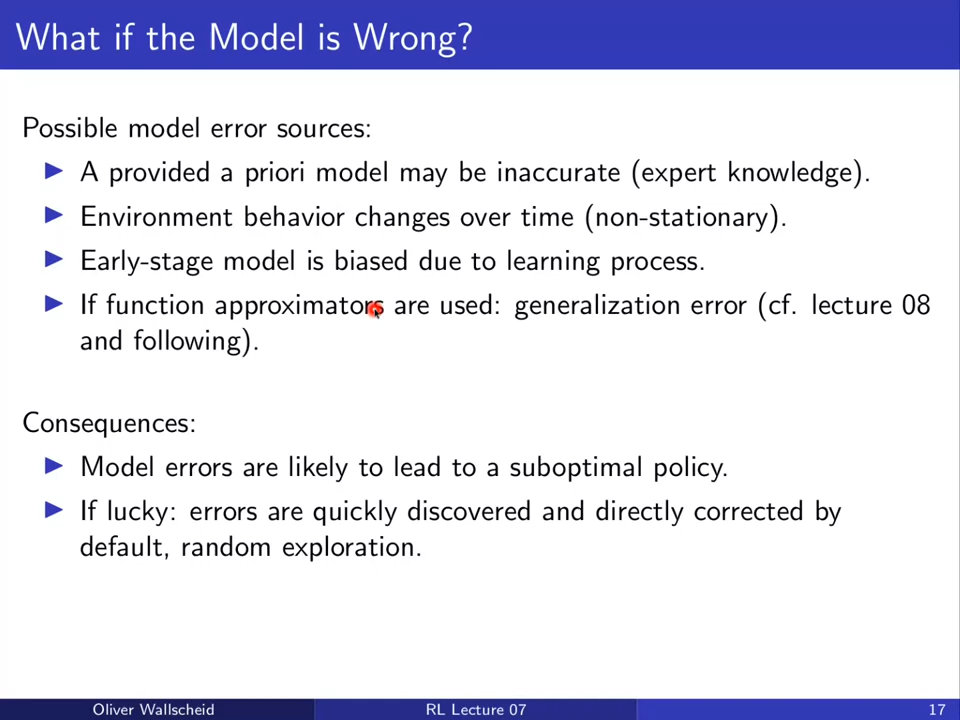 What if the Model is Wrong?
Possible model error sources:
A provided a priori model may be inaccurate (expert knowledge).
Environment behavior changes over time (non-stationary).
Early-stage model is biased due to learning process.
If function approximators are used: generalization error (cf. lecture 08
and following).
Consequences:
Model errors are likely to lead to a suboptimal policy.
If lucky: errors are quickly discovered and directly corrected by
default, random exploration.
Oliver Wallscheid
RL Lecture 07
17